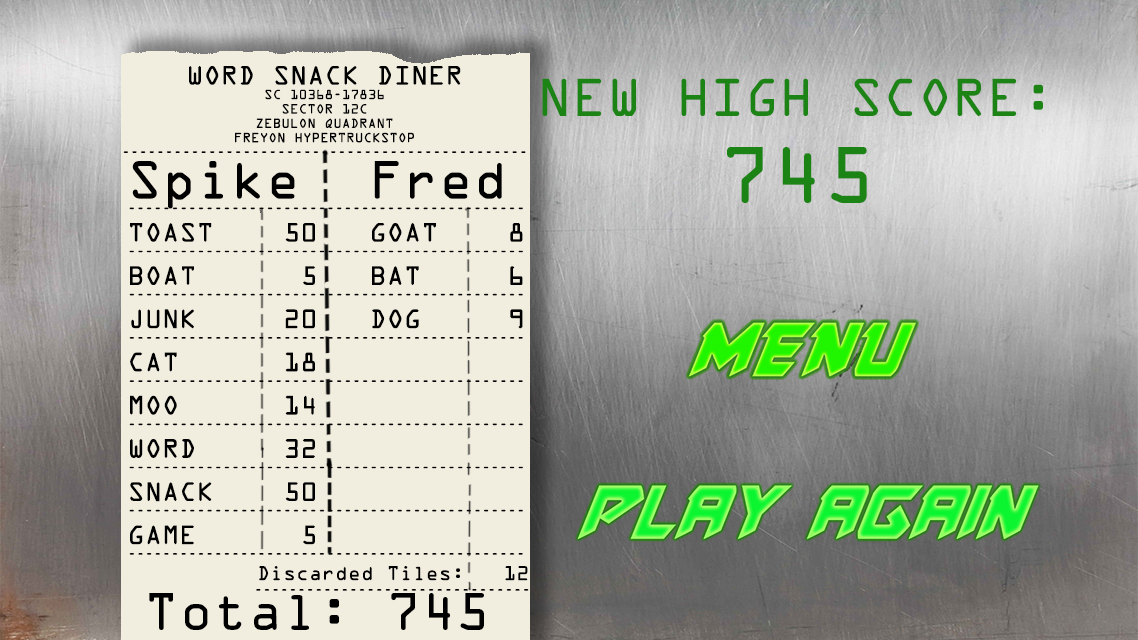 WORD SNACK DINER
SC 10368-17836
SECTOR 12C
ZEBULON QUADRANT
FREYON HYPERTRUCKSTOP
NEW HIGH SCORE:
745
Spike Fred
TOAST 50 GOAT 8
BOAT 5 BAT 6
JUNK 20 DOG 9
CAT 18
MOO 14
WORD 32
SNACK 50
GAME 5
Discarded Tiles: 12
Total: 745
MENU
PLAY AGAIN